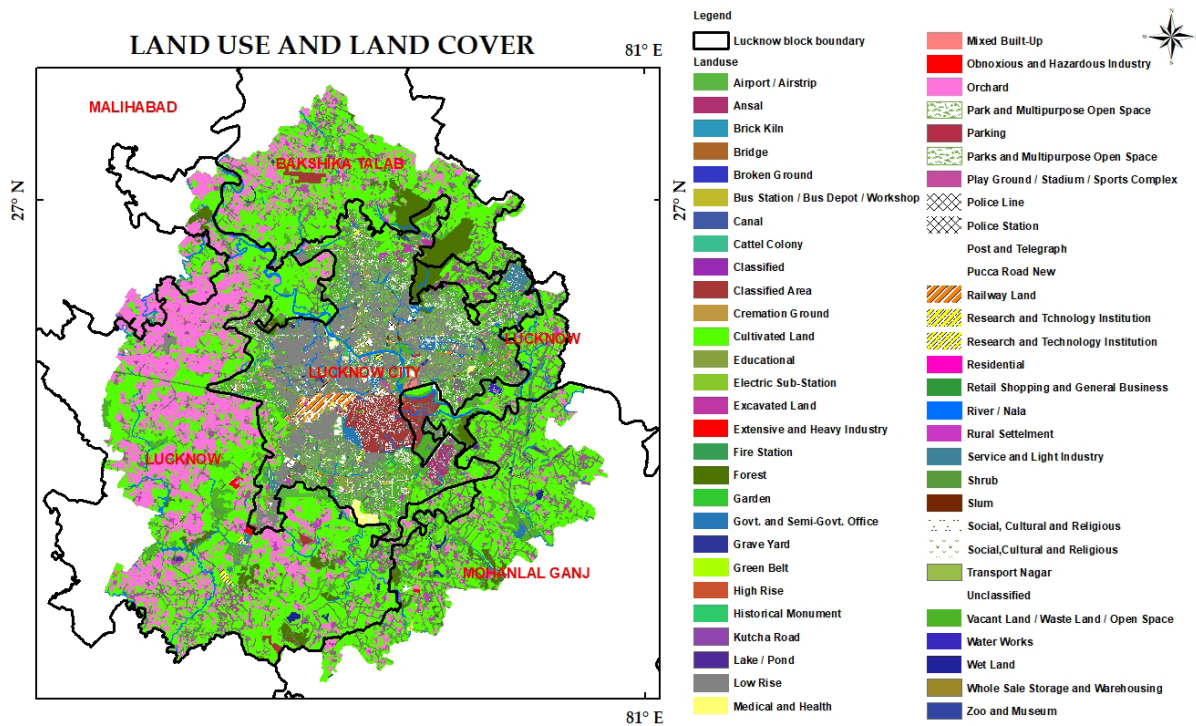 LAND USE AND LAND COVER
81° E
MALIHABAD
BAKSHIKA TALAB
27° N
27° N
LUCKNOW
LUCKNOW CITY
LUCKNOW
MOHANLAL GANJ
81° E
Legend
Lucknow block boundary
Landuse
Airport / Airstrip
Ansal
Brick Kiln
Bridge
Broken Ground
Bus Station / Bus Depot / Workshop
Canal
Cattel Colony
Classified
Classified Area
Cremation Ground
Cultivated Land
Educational
Electric Sub-Station
Excavated Land
Extensive and Heavy Industry
Fire Station
Forest
Garden
Govt. and Semi-Govt. Office
Grave Yard
Green Belt
High Rise
Historical Monument
Kutcha Road
Lake / Pond
Low Rise
Medical and Health
Mixed Built-Up
Obnoxious and Hazardous Industry
Orchard
Park and Multipurpose Open Space
Parking
Parks and Multipurpose Open Space
Play Ground / Stadium / Sports Complex
Police Line
Police Station
Post and Telegraph
Pucca Road New
Railway Land
Research and Tchnology Institution
Research and Technology Institution
Residential
Retail Shopping and General Business
River / Nala
Rural Settelment
Service and Light Industry
Shrub
Slum
Social, Cultural and Religious
Social,Cultural and Religious
Transport Nagar
Unclassified
Vacant Land / Waste Land / Open Space
Water Works
Wet Land
Whole Sale Storage and Warehousing
Zoo and Museum
N